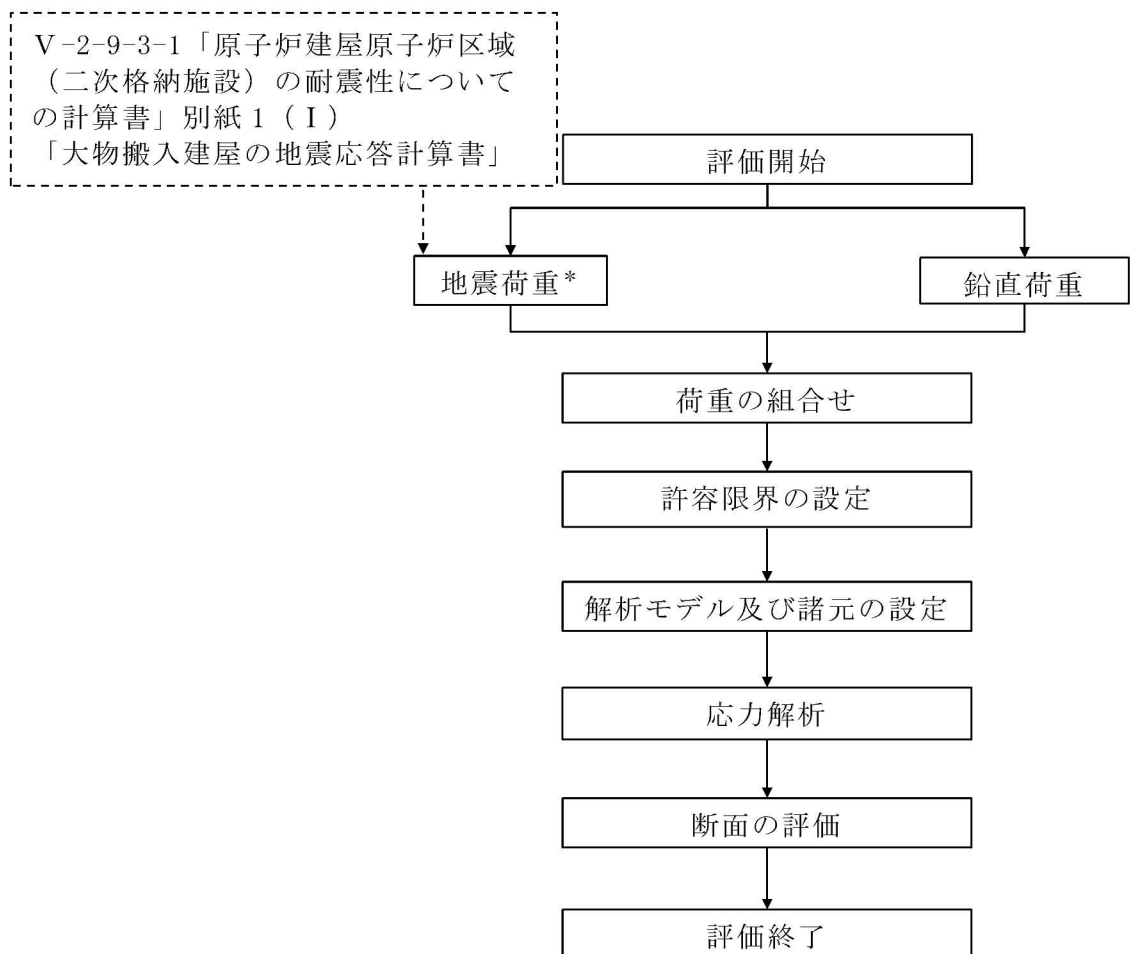 Ⅴ-2-9-3-1「原子炉建屋原子炉区域
（二次格納施設）の耐震性について
の計算書」別紙1（Ⅰ）
「大物搬入建屋の地震応答計算書」
評価開始
地震荷重*
鉛直荷重
荷重の組合せ
許容限界の設定
解析モデル及び諸元の設定
応力解析
断面の評価
評価終了